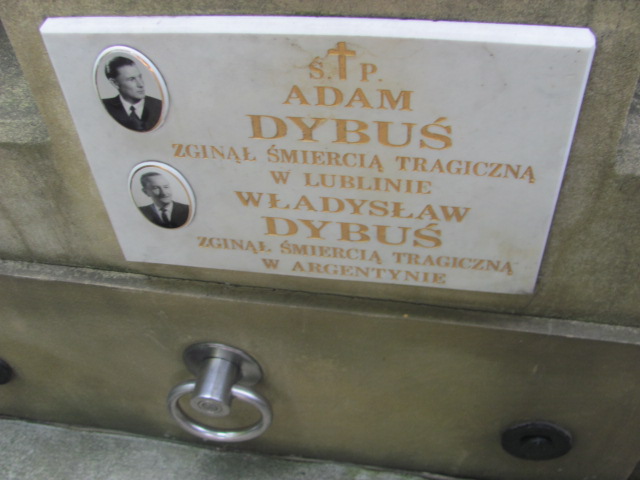 Ś. P.
ADAM
DYBUŚ
ZGINĄŁ ŚMIERCIĄ TRAGICZNĄ
W LUBLINIE
WŁADYSŁAW
DYBUŚ
ZGINĄŁ ŚMIERCIĄ TRAGICZNĄ
W ARGENTYNIE